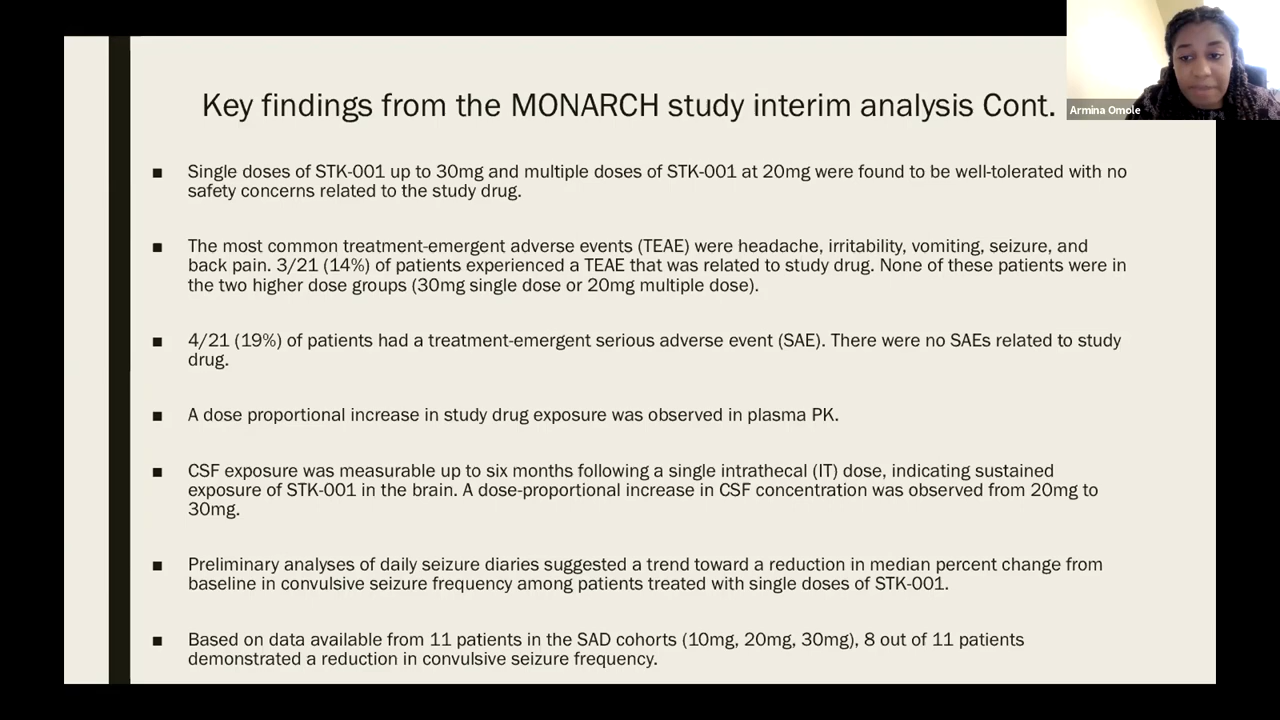 Key findings from the MONARCH study interim analysis Cont.
Armina Omole
■ Single doses of STK-001 up to 30mg and multiple doses of STK-001 at 20mg were found to be well-tolerated with no
safety concerns related to the study drug.
■ The most common treatment-emergent adverse events (TEAE) were headache, irritability, vomiting, seizure, and
back pain. 3/21 (14%) of patients experienced a TEAE that was related to study drug. None of these patients were in
the two higher dose groups (30mg single dose or 20mg multiple dose).
■ 4/21 (19%) of patients had a treatment-emergent serious adverse event (SAE). There were no SAEs related to study
drug.
■ A dose proportional increase in study drug exposure was observed in plasma PK.
■ CSF exposure was measurable up to six months following a single intrathecal (IT) dose, indicating sustained
exposure of STK-001 in the brain. A dose-proportional increase in CSF concentration was observed from 20mg to
30mg.
■ Preliminary analyses of daily seizure diaries suggested a trend toward a reduction in median percent change from
baseline in convulsive seizure frequency among patients treated with single doses of STK-001.
■ Based on data available from 11 patients in the SAD cohorts (10mg, 20mg, 30mg), 8 out of 11 patients
demonstrated a reduction in convulsive seizure frequency.